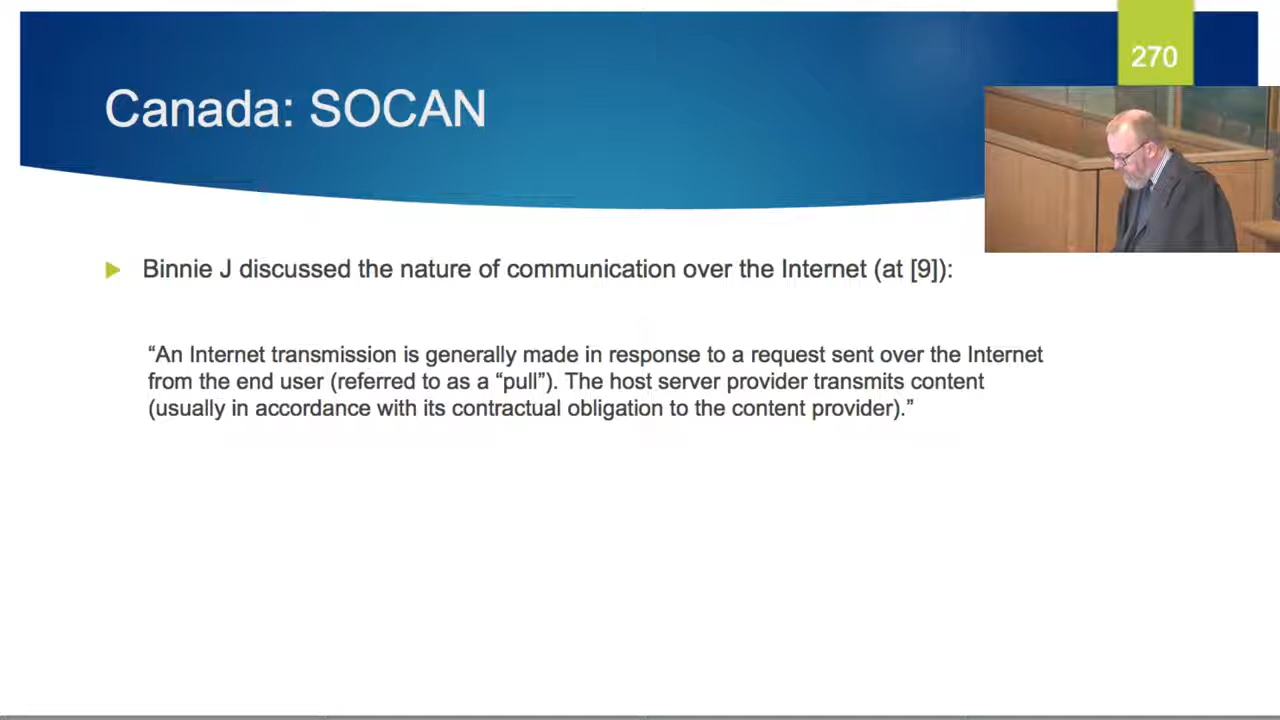 270
Canada: SOCAN
Binnie J discussed the nature of communication over the Internet (at [9]):
“An Internet transmission is generally made in response to a request sent over the Internet
from the end user (referred to as a “pull”). The host server provider transmits content
(usually in accordance with its contractual obligation to the content provider).”